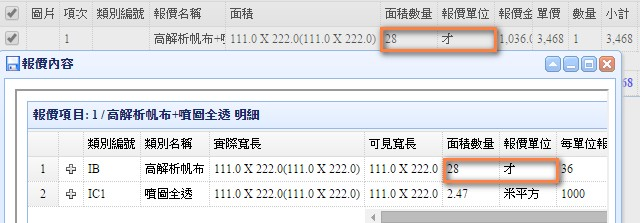 圖片 項次 類別編號 報價名稱 面積 面積數量 報價單位 報價金 單價 數量 小計
1 高解析帆布+噴 111.0 X 222.0(111.0 X 222.0) 28 才 1,036.0 3,468 1 3,468
報價內容
報價項目: 1 / 高解析帆布+噴圖全透 明細
類別編號 類別名稱 實際寬長 可見寬長 面積數量 報價單位 每單位報
1 IB 高解析帆布 111.0 X 222.0(111.0 X 222.0) 111.0 X 222.0 28 才 36
2 IC1 噴圖全透 111.0 X 222.0(111.0 X 222.0) 111.0 X 222.0 2.47 米平方 1000